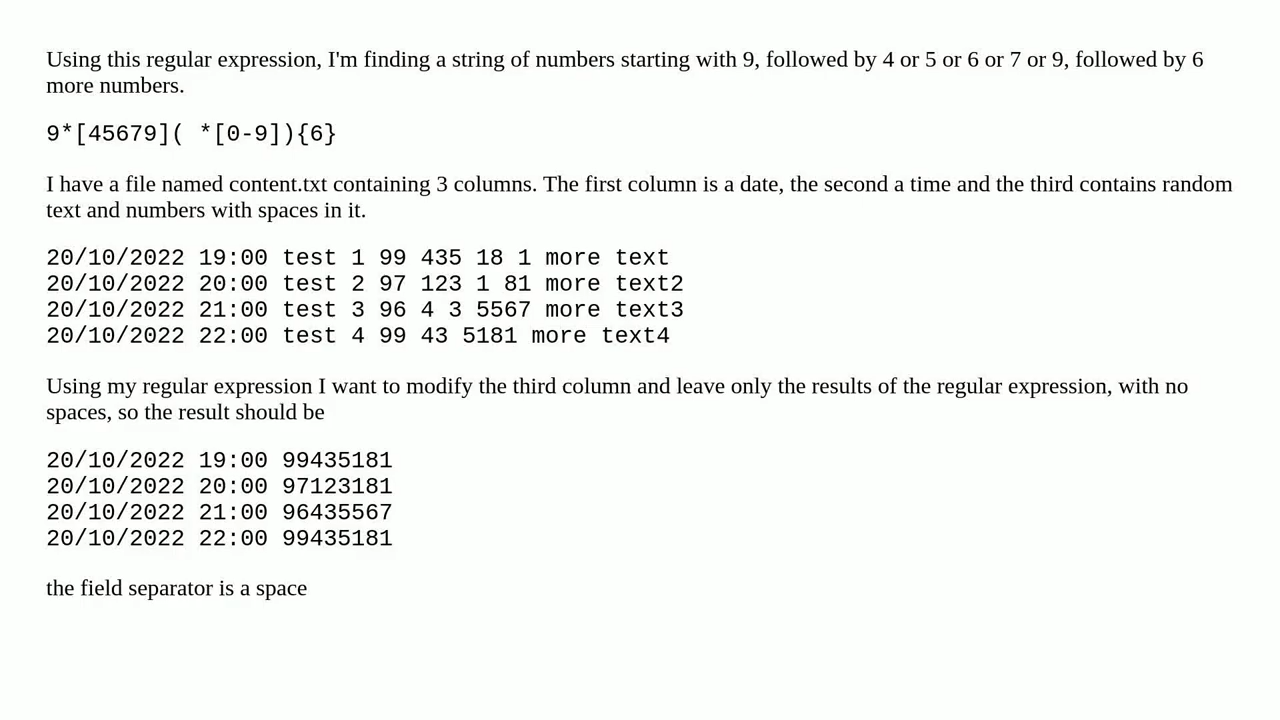 Using this regular expression, I'm finding a string of numbers starting with 9, followed by 4 or 5 or 6 or 7 or 9, followed by 6
more numbers.
9*[45679]( *[0-9]){6}
I have a file named content.txt containing 3 columns. The first column is a date, the second a time and the third contains random
text and numbers with spaces in it.
20/10/2022 19:00 test 1 99 435 18 1 more text
20/10/2022 20:00 test 2 97 123 1 81 more text2
20/10/2022 21:00 test 3 96 4 3 5567 more text3
20/10/2022 22:00 test 4 99 43 5181 more text4
Using my regular expression I want to modify the third column and leave only the results of the regular expression, with no
spaces, so the result should be
20/10/2022 19:00 99435181
20/10/2022 20:00 97123181
20/10/2022 21:00 96435567
20/10/2022 22:00 99435181
the field separator is a space